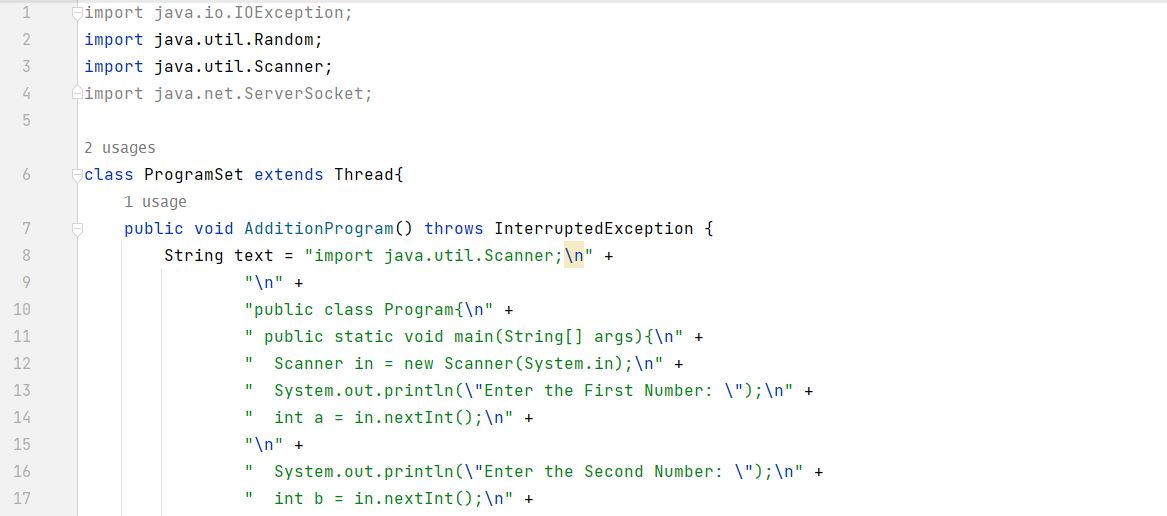 1 import java.io.IOException;
2 import java.util.Random;
3 import java.util.Scanner;
4 import java.net.ServerSocket;
5
2 usages
6 class ProgramSet extends Thread{
1 usage
7 public void AdditionProgram() throws InterruptedException {
8 String text = "import java.util.Scanner;\n" +
9 "\n" +
10 "public class Program{\n" +
11 " public static void main(String[] args){\n" +
12 "  Scanner in = new Scanner(System.in);\n" +
13 "  System.out.println(\"Enter the First Number: \");\n" +
14 "  int a = in.nextInt();\n" +
15 "\n" +
16 "  System.out.println(\"Enter the Second Number: \");\n" +
17 "  int b = in.nextInt();\n" +